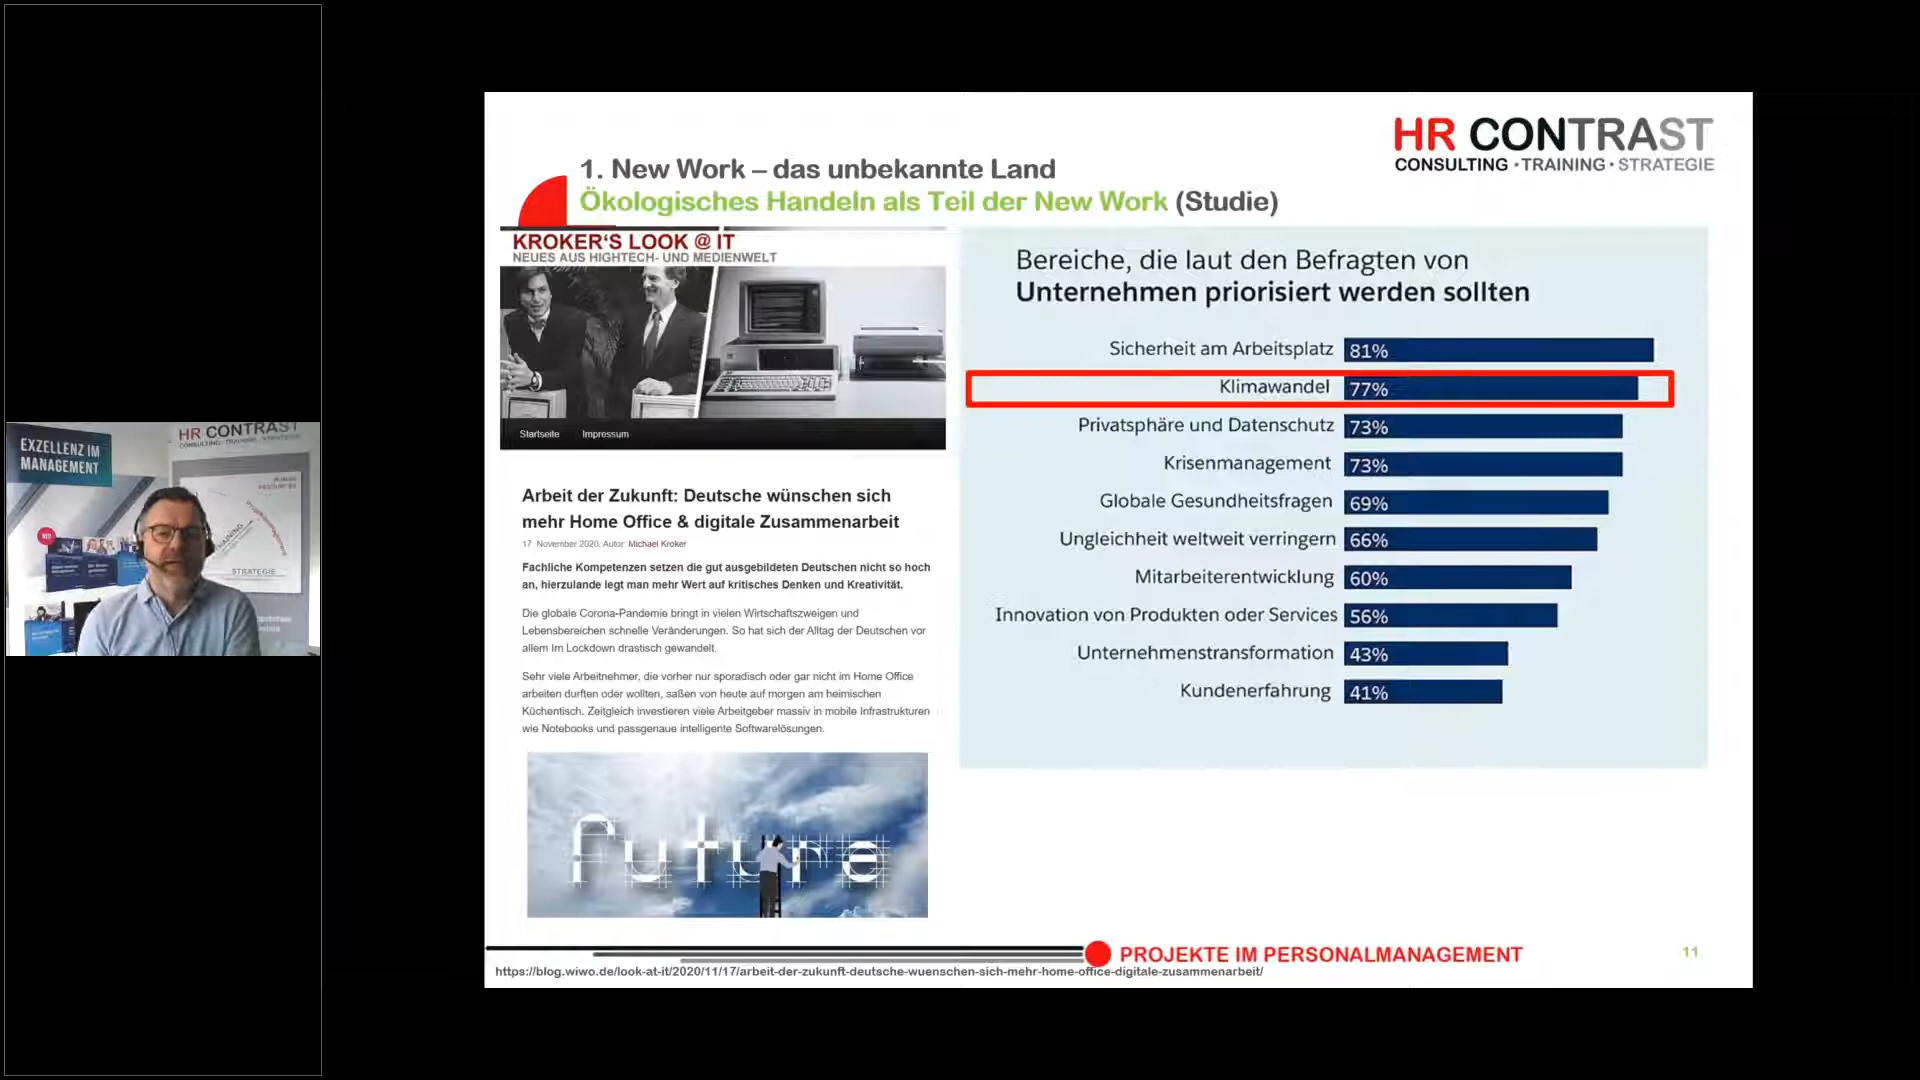 EXZELLENZ IM
MANAGEMENT
HR CONTRAST
STRATEGIE
HR CONTRAST
CONSULTING · TRAINING · STRATEGIE
1. New Work – das unbekannte Land
Ökologisches Handeln als Teil der New Work (Studie)
KROKER'S LOOK @ IT
NEUES AUS HIGHTECH- UND MEDIENWELT
Startseite Impressum
Arbeit der Zukunft: Deutsche wünschen sich
mehr Home Office & digitale Zusammenarbeit
17 November 2020, Autor: Michael Kroker
Fachliche Kompetenzen setzen die gut ausgebildeten Deutschen nicht so hoch
an, hierzulande legt man mehr Wert auf kritisches Denken und Kreativität.
Die globale Corona-Pandemie bringt in vielen Wirtschaftszweigen und
Lebensbereichen schnelle Veränderungen. So hat sich der Alltag der Deutschen vor
allem Im Lockdown drastisch gewandelt.
Sehr viele Arbeitnehmer, die vorher nur sporadisch oder gar nicht im Home Office
arbeiten durften oder wollten, saßen von heute auf morgen am heimischen
Küchentisch. Zeitgleich investieren viele Arbeitgeber massiv in mobile Infrastrukturen
wie Notebooks und passgenaue intelligente Softwarelösungen.
future
Bereiche, die laut den Befragten von
Unternehmen priorisiert werden sollten
Sicherheit am Arbeitsplatz 81%
Klimawandel 77%
Privatsphäre und Datenschutz 73%
Krisenmanagement 73%
Globale Gesundheitsfragen 69%
Ungleichheit weltweit verringern 66%
Mitarbeiterentwicklung 60%
Innovation von Produkten oder Services 56%
Unternehmenstransformation 43%
Kundenerfahrung 41%
PROJEKTE IM PERSONALMANAGEMENT
11
https://blog.wiwo.de/look-at-it/2020/11/17/arbeit-der-zukunft-deutsche-wuenschen-sich-mehr-home-office-digitale-zusammenarbeit/